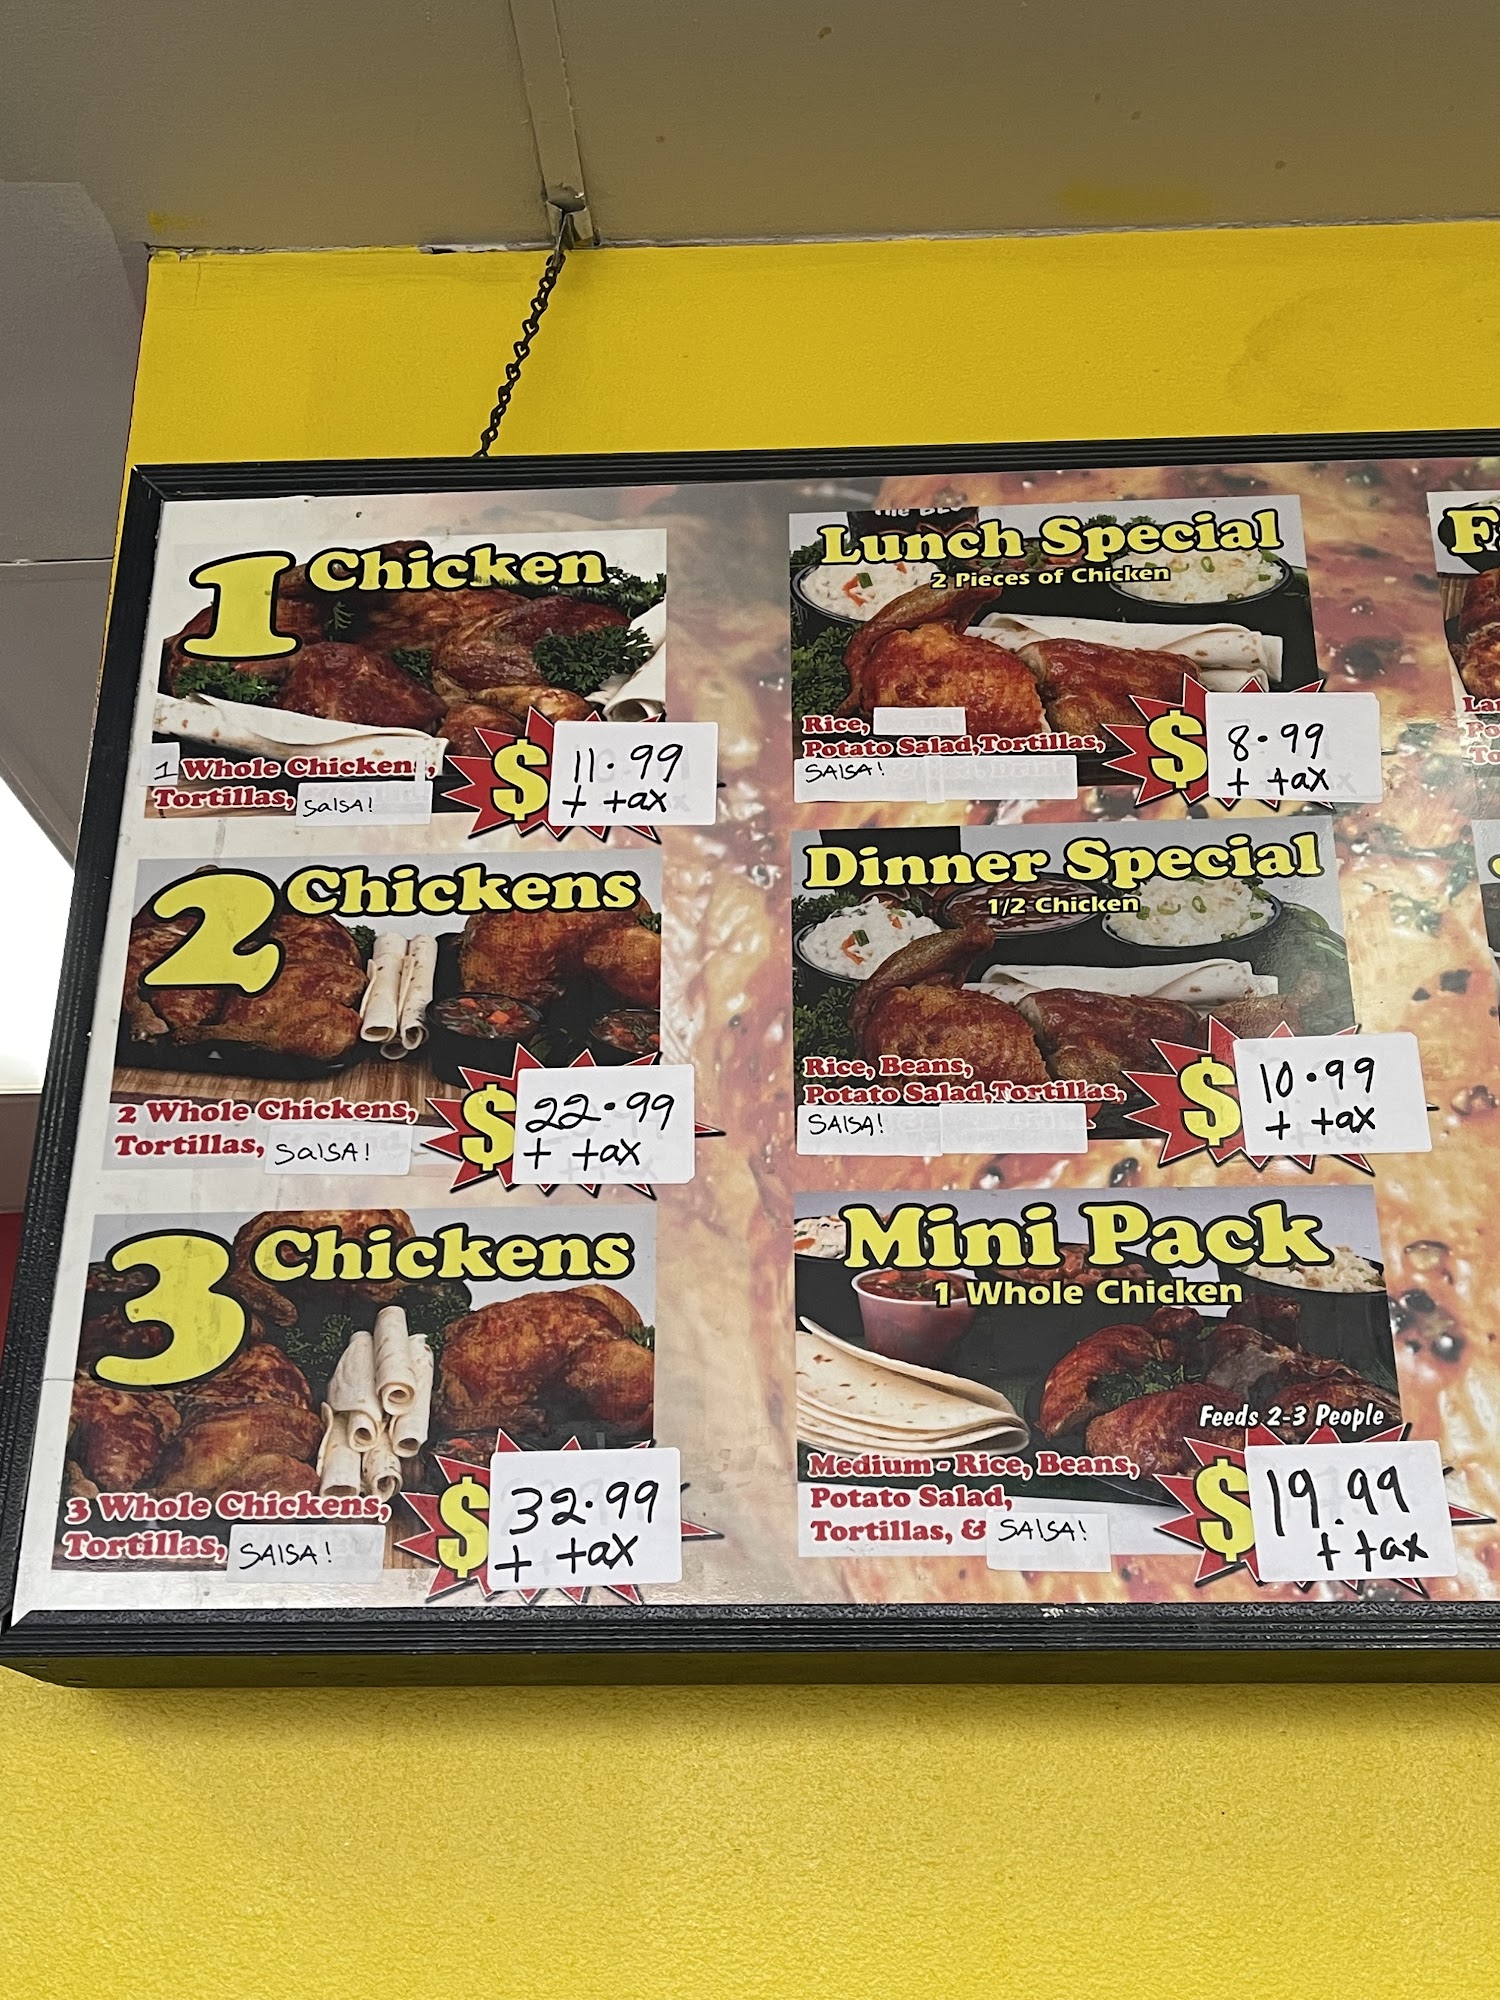 1 Chicken
1 Whole Chicken,
Tortillas, SalSA!
$ 11.99
+ tax
2 Chickens
2 Whole Chickens,
Tortillas, SalSA!
$ 22.99
+ tax
3 Chickens
3 Whole Chickens,
Tortillas, SAlSA!
$ 32.99
+ tax
Lunch Special
2 Pieces of Chicken
Rice,
Potato Salad,Tortillas,
SAlSA!
$ 8.99
+ tax
Dinner Special
1/2 Chicken
Rice, Beans,
Potato Salad,Tortillas,
SAlSA!
$ 10.99
+ tax
Mini Pack
1 Whole Chicken
Feeds 2-3 People
Medium - Rice, Beans,
Potato Salad,
Tortillas, & SAlSA!
$ 19.99
+ tax